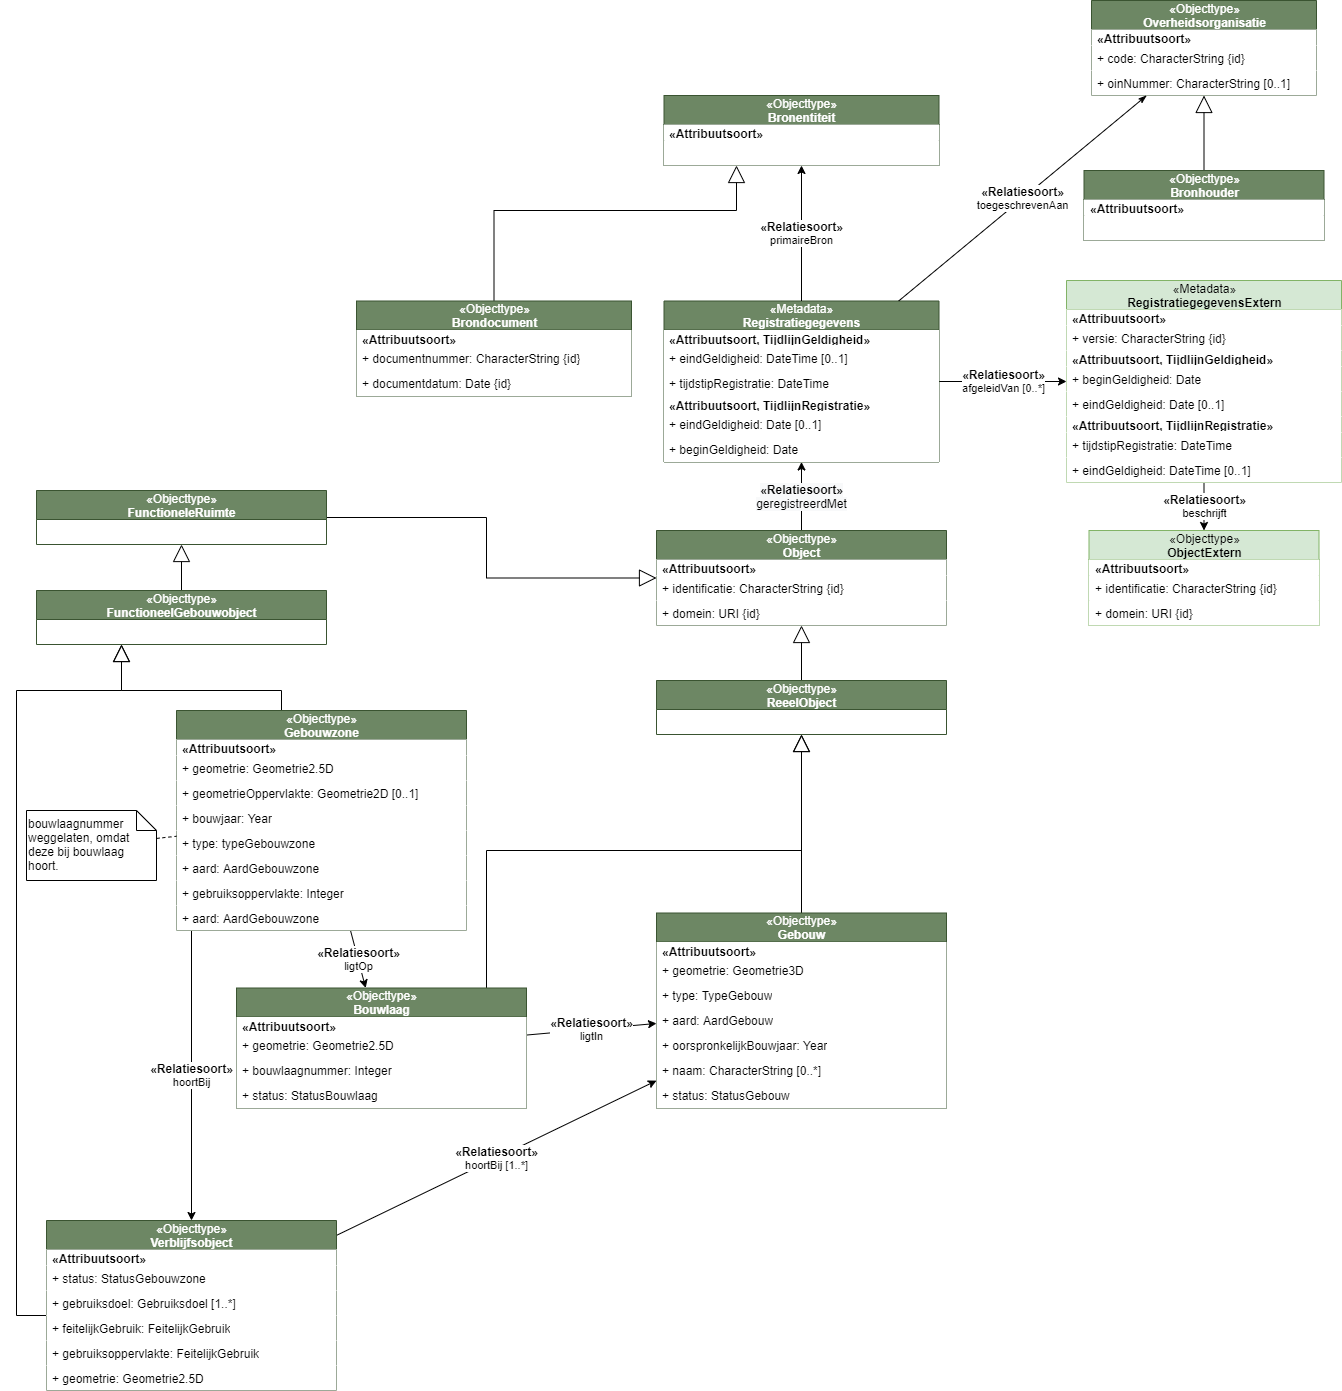 «Objecttype»
Overheidsorganisatie
«Attribuutsoort»
+ code: CharacterString {id}
+ oinNummer: CharacterString [0..1]
«Objecttype»
Bronentiteit
«Attribuutsoort»
«Objecttype»
Bronhouder
«Attribuutsoort»
«Relatiesoort»
toegeschrevenAan
«Relatiesoort»
primaireBron
«Objecttype»
Brondocument
«Attribuutsoort»
+ documentnummer: CharacterString {id}
+ documentdatum: Date {id}
«Metadata»
Registratiegegevens
«Attribuutsoort, TijdlijnGeldigheid»
+ eindGeldigheid: DateTime [0..1]
+ tijdstipRegistratie: DateTime
«Attribuutsoort, TijdlijnRegistratie»
+ eindGeldigheid: Date [0..1]
+ beginGeldigheid: Date
«Relatiesoort»
afgeleidVan [0..*]
«Metadata»
RegistratiegegevensExtern
«Attribuutsoort»
+ versie: CharacterString {id}
«Attribuutsoort, TijdlijnGeldigheid»
+ beginGeldigheid: Date
+ eindGeldigheid: Date [0..1]
«Attribuutsoort, TijdlijnRegistratie»
+ tijdstipRegistratie: DateTime
+ eindGeldigheid: DateTime [0..1]
«Relatiesoort»
geregistreerdMet
«Relatiesoort»
beschrijft
«Objecttype»
FunctioneleRuimte
«Objecttype»
Object
«Attribuutsoort»
+ identificatie: CharacterString {id}
+ domein: URI {id}
«Objecttype»
ObjectExtern
«Attribuutsoort»
+ identificatie: CharacterString {id}
+ domein: URI {id}
«Objecttype»
FunctioneelGebouwobject
«Objecttype»
ReeelObject
«Objecttype»
Gebouwzone
«Attribuutsoort»
+ geometrie: Geometrie2.5D
+ geometrieOppervlakte: Geometrie2D [0..1]
+ bouwjaar: Year
+ type: typeGebouwzone
+ aard: AardGebouwzone
+ gebruiksoppervlakte: Integer
+ aard: AardGebouwzone
bouwlaagnummer
weggelaten, omdat
deze bij bouwlaag
hoort.
«Relatiesoort»
ligtOp
«Objecttype»
Bouwlaag
«Attribuutsoort»
+ geometrie: Geometrie2.5D
+ bouwlaagnummer: Integer
+ status: StatusBouwlaag
«Relatiesoort»
ligtIn
«Objecttype»
Gebouw
«Attribuutsoort»
+ geometrie: Geometrie3D
+ type: TypeGebouw
+ aard: AardGebouw
+ oorspronkelijkBouwjaar: Year
+ naam: CharacterString [0..*]
+ status: StatusGebouw
«Relatiesoort»
hoortBij
«Relatiesoort»
hoortBij [1..*]
«Objecttype»
Verblijfsobject
«Attribuutsoort»
+ status: StatusGebouwzone
+ gebruiksdoel: Gebruiksdoel [1..*]
+ feitelijkGebruik: FeitelijkGebruik
+ gebruiksoppervlakte: FeitelijkGebruik
+ geometrie: Geometrie2.5D